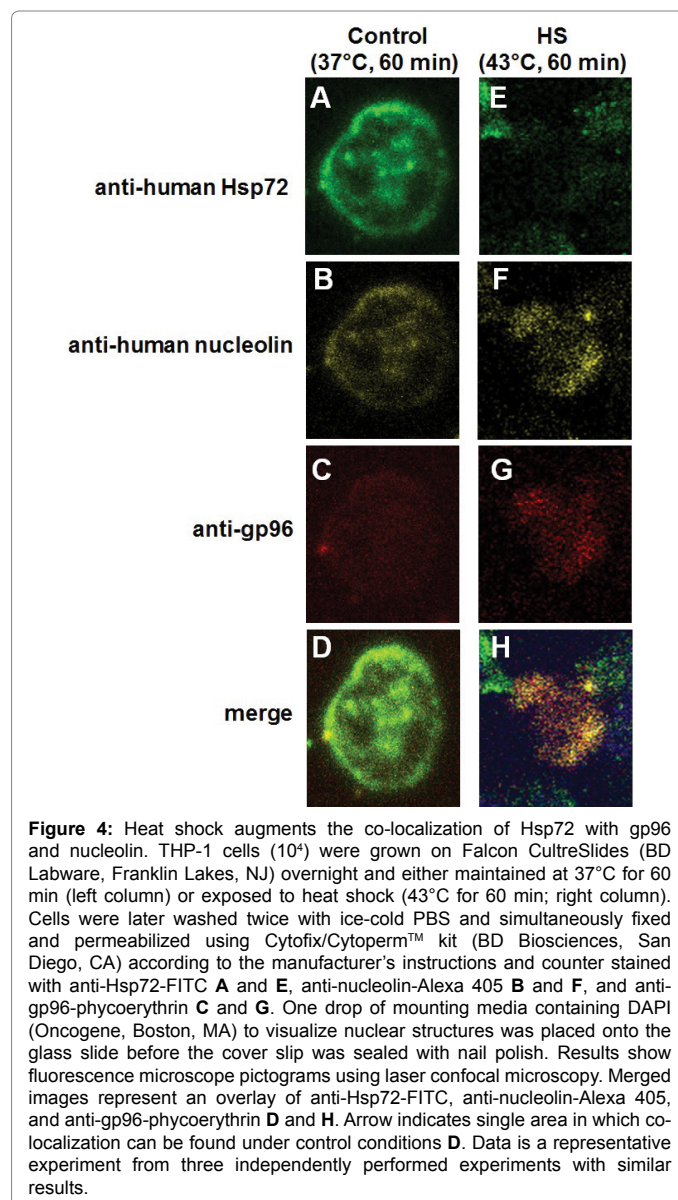 Control
(37°C, 60 min)
HS
(43°C, 60 min)
A
E
anti-human Hsp72
B
F
anti-human nucleolin
C
G
anti-gp96
D
H
merge
Figure 4: Heat shock augments the co-localization of Hsp72 with gp96
and nucleolin. THP-1 cells (10⁴) were grown on Falcon CultreSlides (BD
Labware, Franklin Lakes, NJ) overnight and either maintained at 37°C for 60
min (left column) or exposed to heat shock (43°C for 60 min; right column).
Cells were later washed twice with ice-cold PBS and simultaneously fixed
and permeabilized using Cytofix/Cytoperm™ kit (BD Biosciences, San
Diego, CA) according to the manufacturer's instructions and counter stained
with anti-Hsp72-FITC A and E, anti-nucleolin-Alexa 405 B and F, and anti-
gp96-phycoerythrin C and G. One drop of mounting media containing DAPI
(Oncogene, Boston, MA) to visualize nuclear structures was placed onto the
glass slide before the cover slip was sealed with nail polish. Results show
fluorescence microscope pictograms using laser confocal microscopy. Merged
images represent an overlay of anti-Hsp72-FITC, anti-nucleolin-Alexa 405,
and anti-gp96-phycoerythrin D and H. Arrow indicates single area in which co-
localization can be found under control conditions D. Data is a representative
experiment from three independently performed experiments with similar
results.